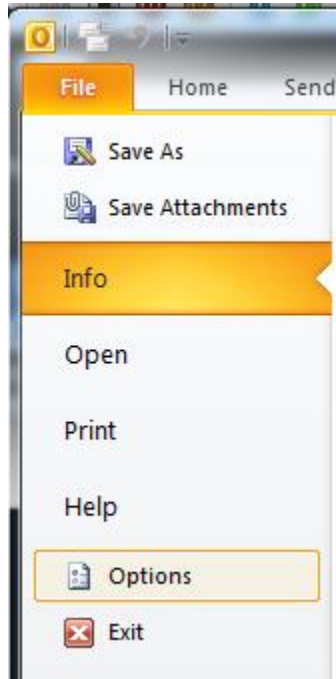 File Home Send
Save As
Save Attachments
Info
Open
Print
Help
Options
Exit